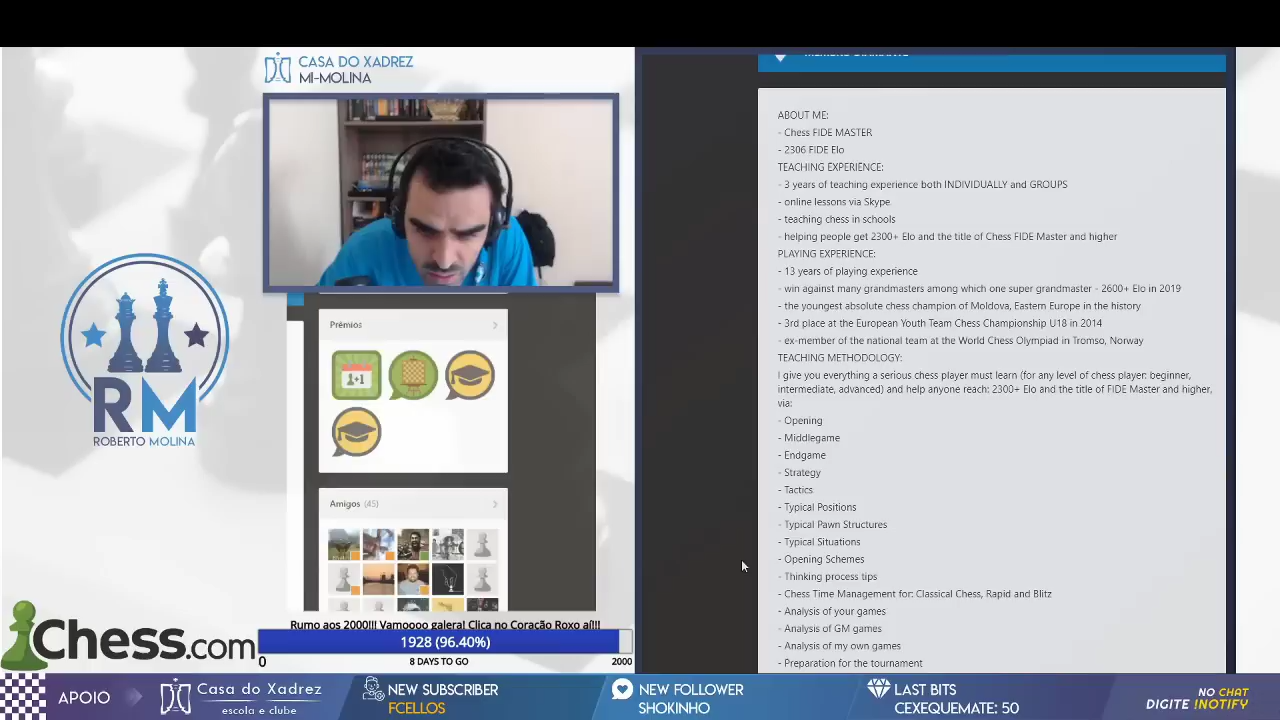 CASA DO XADREZ
MI-MOLINA
RM
ROBERTO MOLINA
Prêmios
1+1
Amigos (45)
Rumo aos 2000!!! Vamoooo galera! Clica no Coração Roxo aí!!!
1928 (96.40%)
0
8 DAYS TO GO
2000
Chess.com
ABOUT ME:
- Chess FIDE MASTER
- 2306 FIDE Elo
TEACHING EXPERIENCE:
- 3 years of teaching experience both INDIVIDUALLY and GROUPS
- online lessons via Skype
- teaching chess in schools
- helping people get 2300+ Elo and the title of Chess FIDE Master and higher
PLAYING EXPERIENCE:
- 13 years of playing experience
- win against many grandmasters among which one super grandmaster - 2600+ Elo in 2019
- the youngest absolute chess champion of Moldova, Eastern Europe in the history
- 3rd place at the European Youth Team Chess Championship U18 in 2014
- ex-member of the national team at the World Chess Olympiad in Tromso, Norway
TEACHING METHODOLOGY:
I give you everything a serious chess player must learn (for any level of chess player: beginner,
intermediate, advanced) and help anyone reach: 2300+ Elo and the title of FIDE Master and higher,
via:
- Opening
- Middlegame
- Endgame
- Strategy
- Tactics
- Typical Positions
- Typical Pawn Structures
- Typical Situations
- Opening Schemes
- Thinking process tips
- Chess Time Management for: Classical Chess, Rapid and Blitz
- Analysis of your games
- Analysis of GM games
- Analysis of my own games
- Preparation for the tournament
APOIO
Casa do Xadrez
escola e clube
NEW SUBSCRIBER
FCELLOS
NEW FOLLOWER
SHOKINHO
LAST BITS
CEXEQUEMATE: 50
NO CHAT
DIGITE !NOTIFY